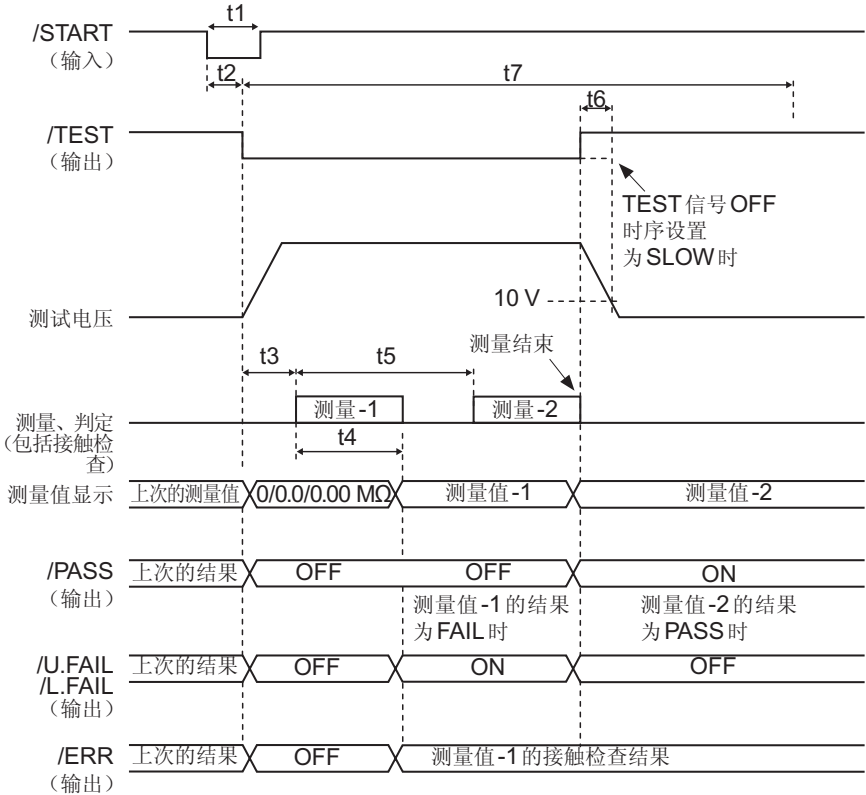 t1
/START
（输入）
t2
t7
t6
/TEST
（输出）
TEST信号OFF
时序设置
为SLOW时
10 V
测试电压
测量结束
t3
t5
测量-1
测量-2
测量、判定
（包括接触检
查）
t4
测量值显示
上次的测量值
0/0.0/0.00 MΩ
测量值-1
测量值-2
/PASS
（输出）
上次的结果
OFF
OFF
ON
测量值-1的结果
为FAIL时
测量值-2的结果
为PASS时
/U.FAIL
/L.FAIL
（输出）
上次的结果
OFF
ON
OFF
/ERR
（输出）
上次的结果
OFF
测量值-1的接触检查结果